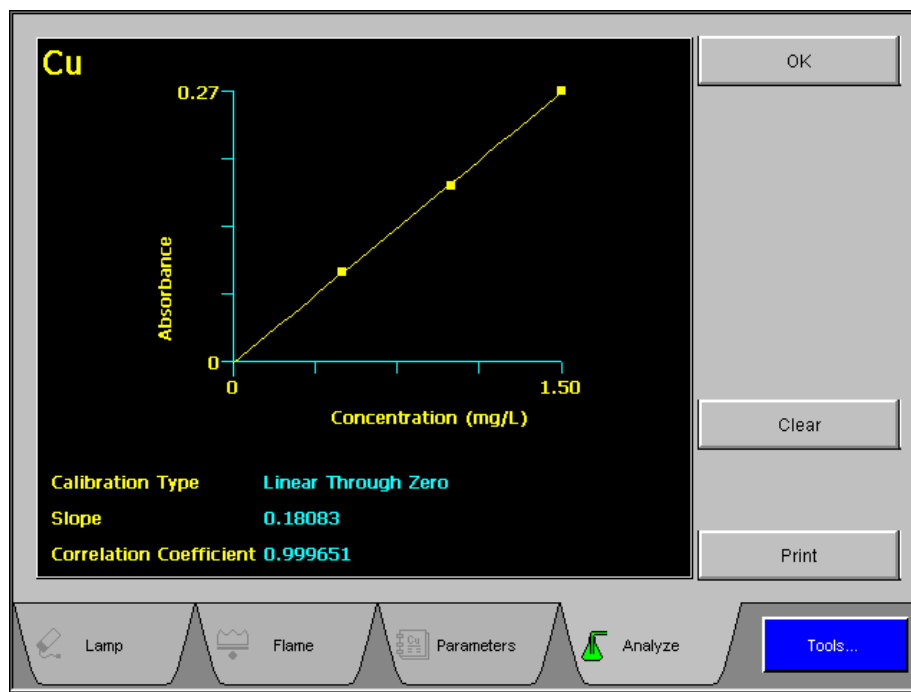 Cu
OK
0.27
Absorbance
0
0
1.50
Concentration (mg/L)
Clear
Calibration Type Linear Through Zero
Slope 0.18083
Correlation Coefficient 0.999651
Print
Lamp
Flame
Cu
Parameters
Analyze
Tools...